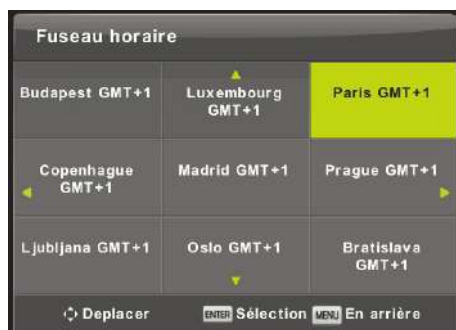 Fuseau horaire
Budapest GMT+1
Luxembourg
GMT+1
Paris GMT+1
Copenhague
GMT+1
Madrid GMT+1
Prague GMT+1
Ljubljana GMT+1
Oslo GMT+1
Bratislava
GMT+1
Deplacer
ENTER Sélection
MENU En arrière